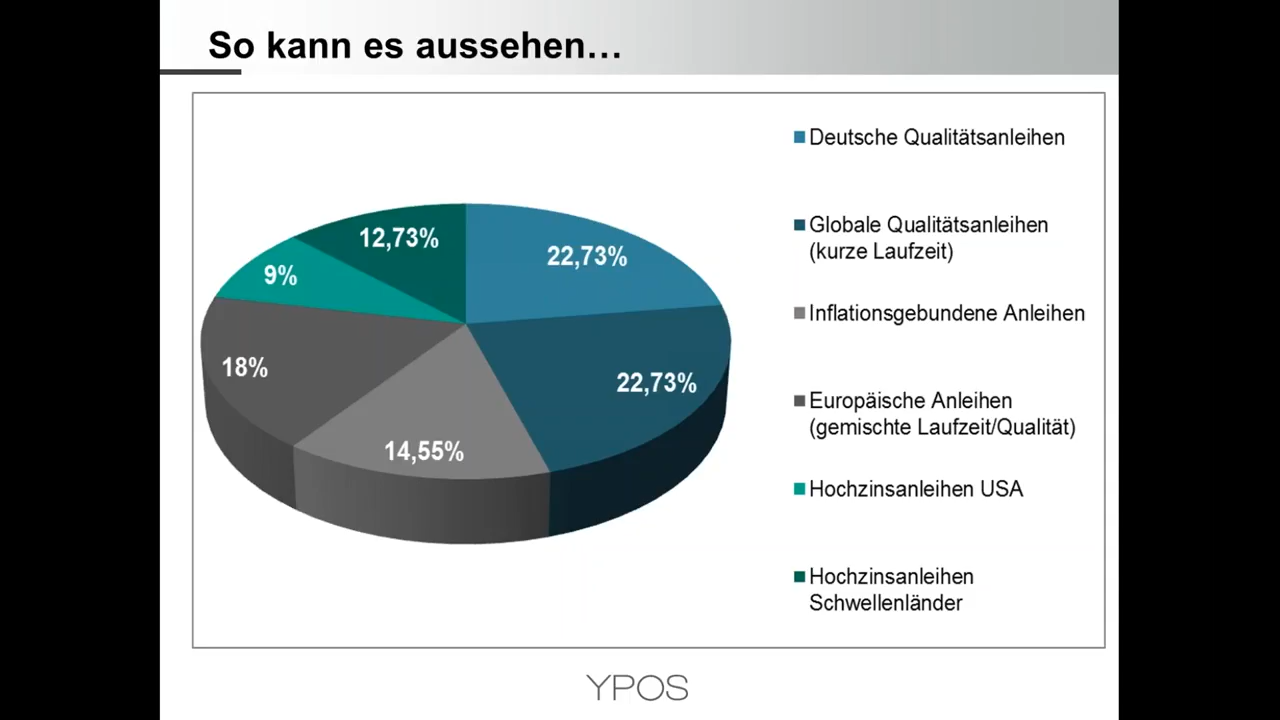 So kann es aussehen…
12,73%
22,73%
9%
18%
22,73%
14,55%
Deutsche Qualitätsanleihen
Globale Qualitätsanleihen
(kurze Laufzeit)
Inflationsgebundene Anleihen
Europäische Anleihen
(gemischte Laufzeit/Qualität)
Hochzinsanleihen USA
Hochzinsanleihen
Schwellenländer
YPOS